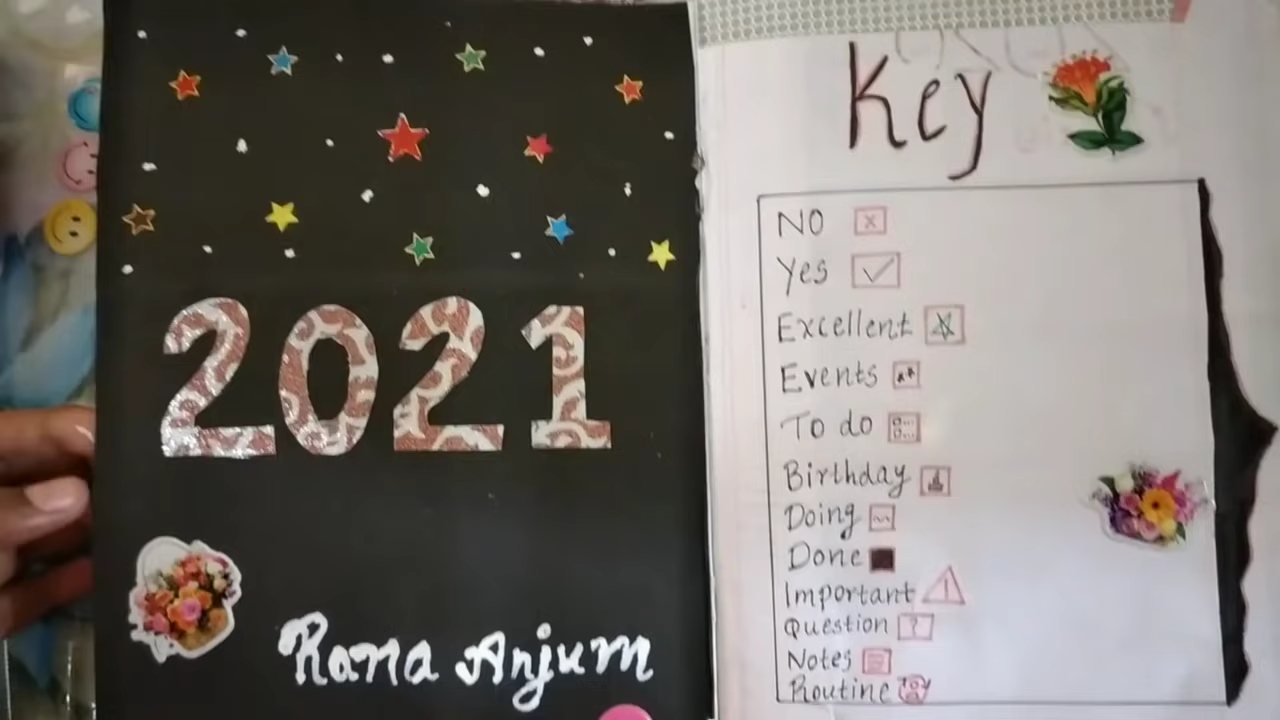 2021
Rana Anjum
Key
NO
Yes
Excellent
Events
To do
Birthday
Doing
Done
Important
Question
Notes
Routine